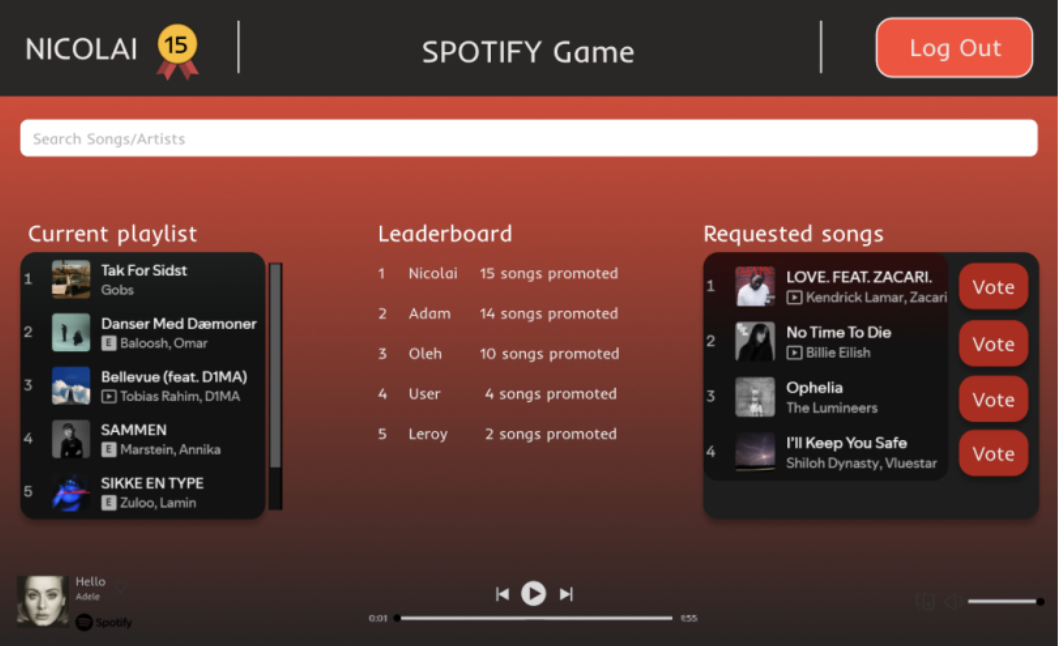 NICOLAI 15
SPOTIFY Game
Log Out
Search Songs/Artists
Current playlist
1
Tak For Sidst
Gobs
2
Danser Med Dæmoner
E Baloosh, Omar
3
Bellevue (feat. D1MA)
Tobias Rahim, D1MA
4
SAMMEN
E Marstein, Annika
5
SIKKE EN TYPE
E Zuloo, Lamin
Leaderboard
1 Nicolai 15 songs promoted
2 Adam 14 songs promoted
3 Oleh 10 songs promoted
4 User 4 songs promoted
5 Leroy 2 songs promoted
Requested songs
1
LOVE. FEAT. ZACARI.
Kendrick Lamar, Zacari
Vote
2
No Time To Die
Billie Eilish
Vote
3
Ophelia
The Lumineers
Vote
4
I'll Keep You Safe
Shiloh Dynasty, Vluestar
Vote
Hello
Adele
Spotify
0:01